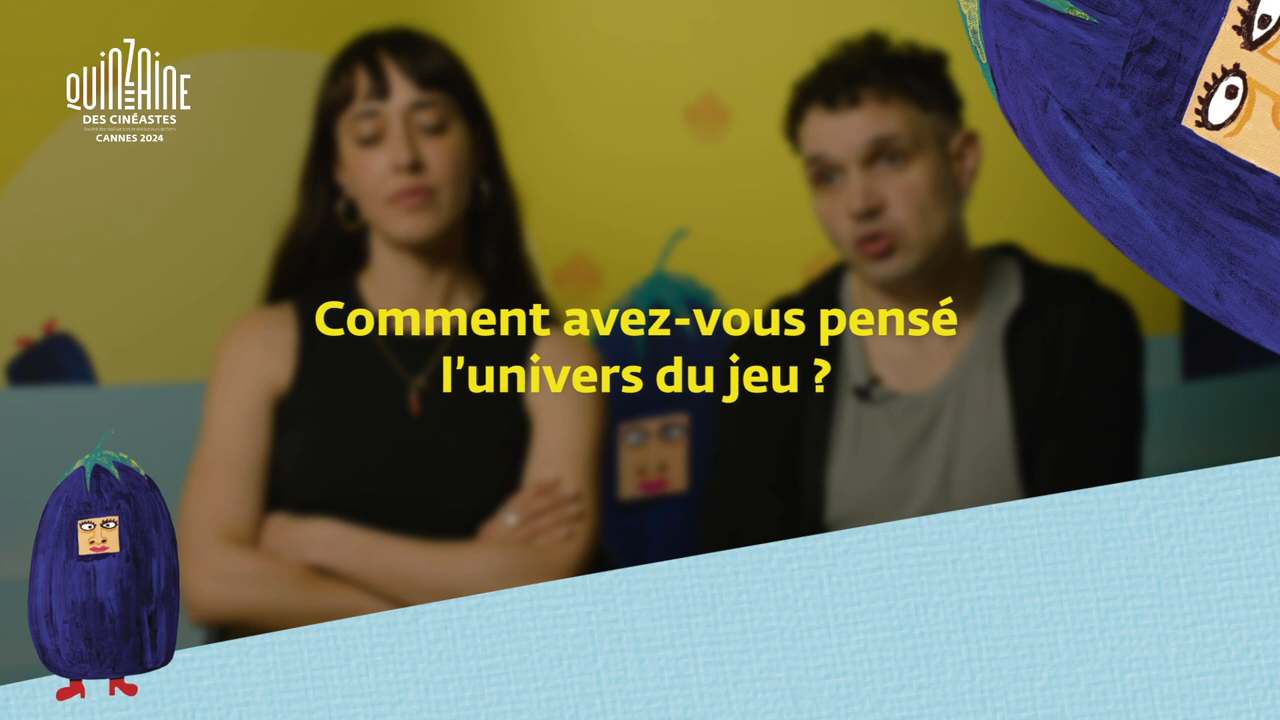 QUINZAINE
DES CINÉASTES
CANNES 2024
Comment avez-vous pensé
l'univers du jeu ?